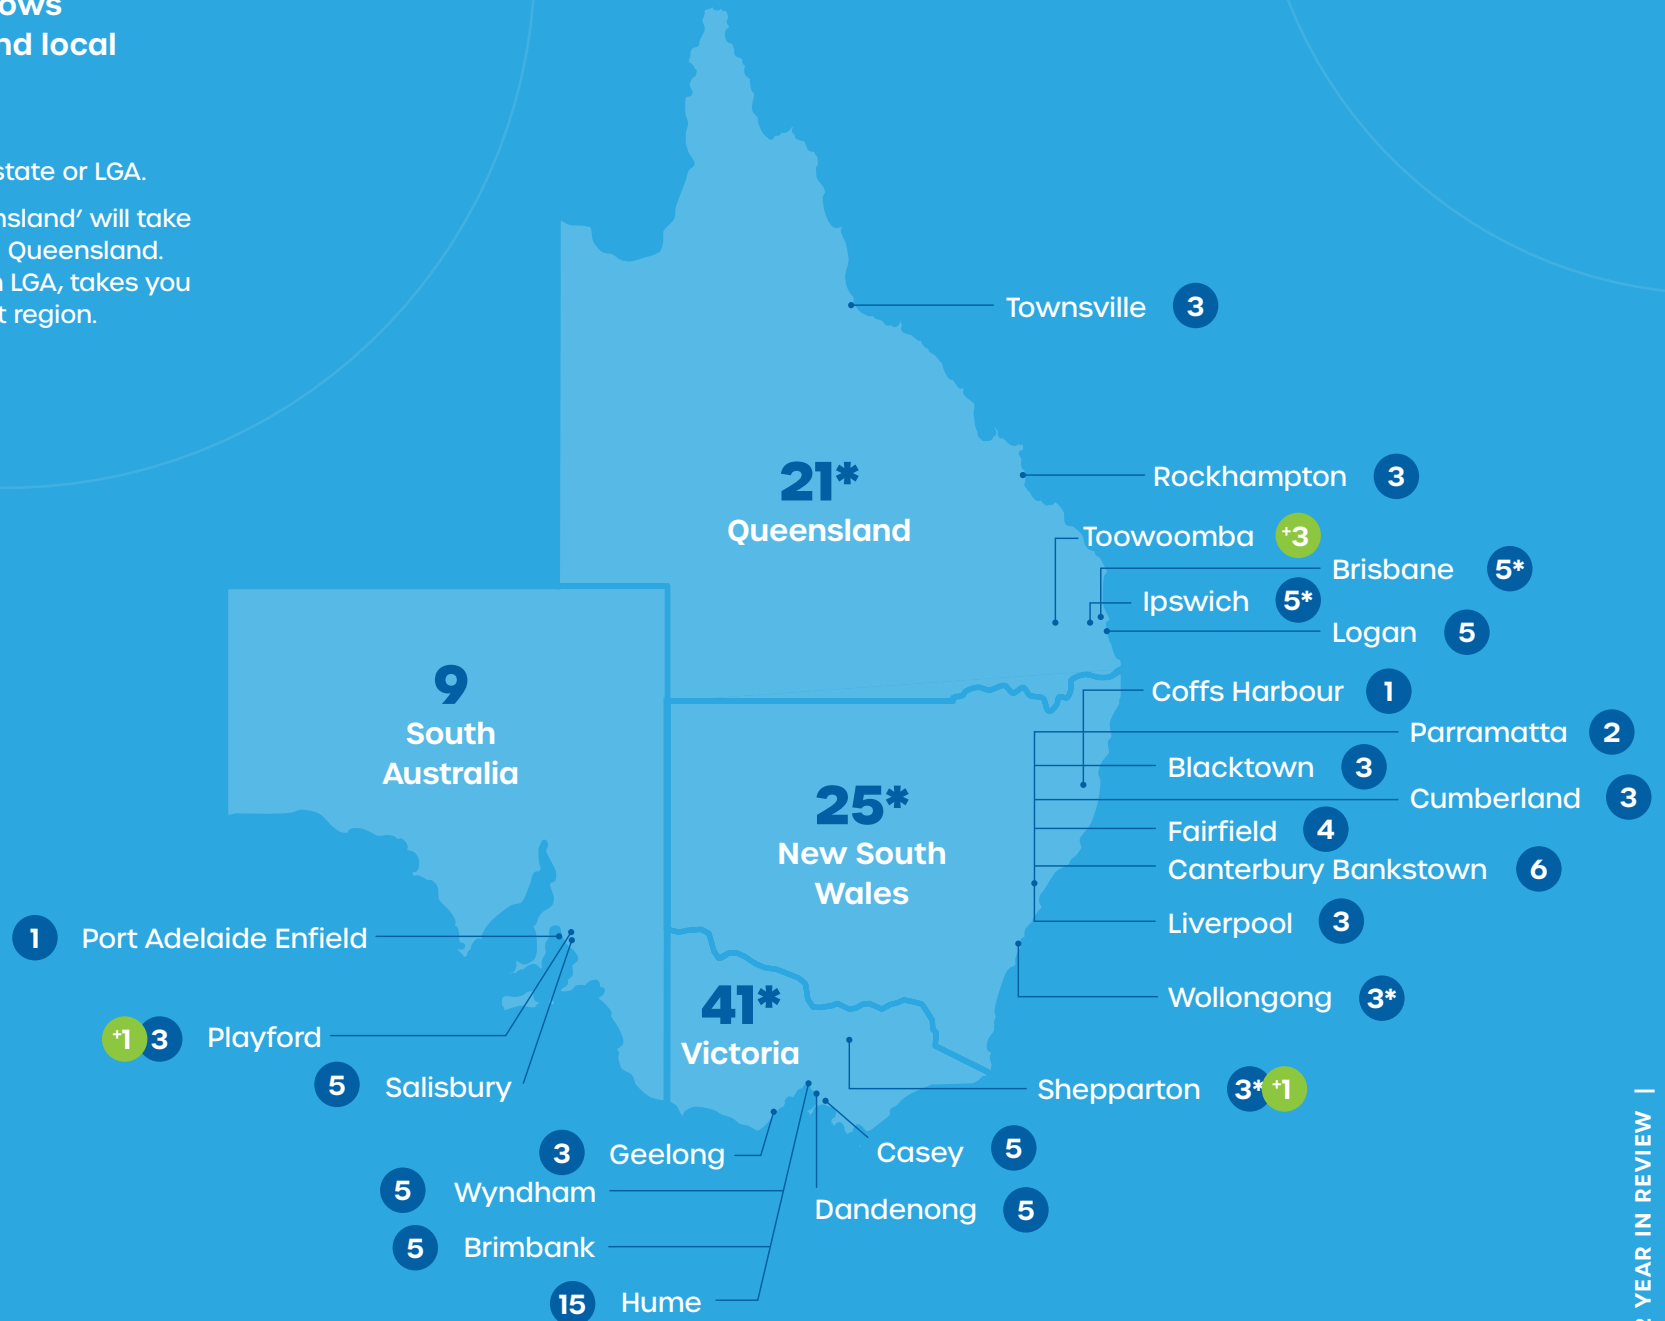 nd local
state or LGA.
will take
Queensland.
LGA, takes you
region.
Townsville 3
Rockhampton 3
21*
Queensland
Toowoomba +3
Brisbane 5*
Ipswich 5*
Logan 5
9
South
Australia
Coffs Harbour 1
Parramatta 2
Blacktown 3
Cumberland 3
25*
New South
Wales
Fairfield 4
Canterbury Bankstown 6
Liverpool 3
1 Port Adelaide Enfield
Wollongong 3*
41*
Victoria
+1 3 Playford
5 Salisbury
Shepparton 3* +1
3 Geelong
Casey 5
5 Wyndham
Dandenong 5
5 Brimbank
15 Hume
YEAR IN REVIEW |